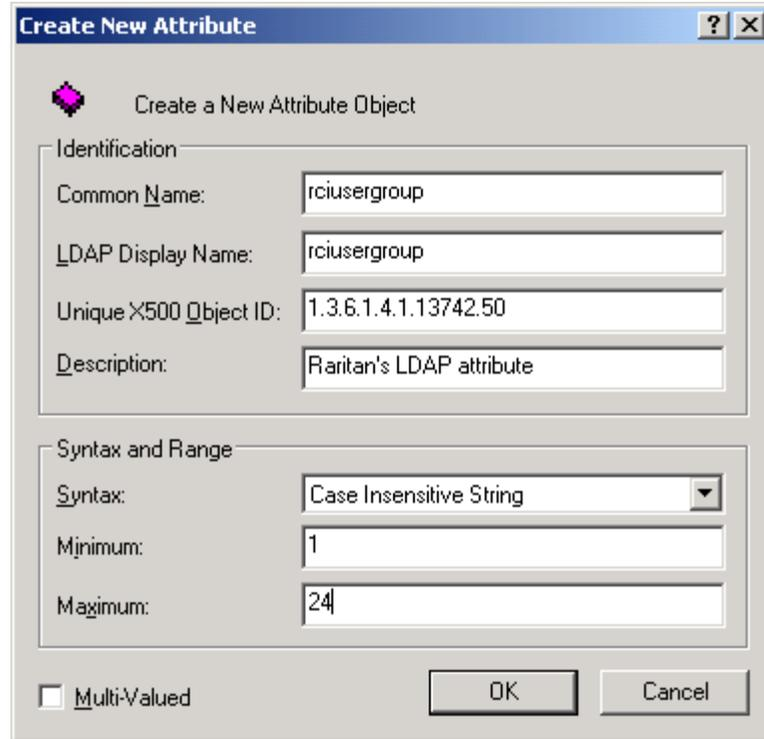 Create New Attribute
Create a New Attribute Object
Identification
Common Name: rciusergroup
LDAP Display Name: rciusergroup
Unique X500 Object ID: 1.3.6.1.4.1.13742.50
Description: Raritan's LDAP attribute
Syntax and Range
Syntax: Case Insensitive String
Minimum: 1
Maximum: 24
Multi-Valued OK Cancel